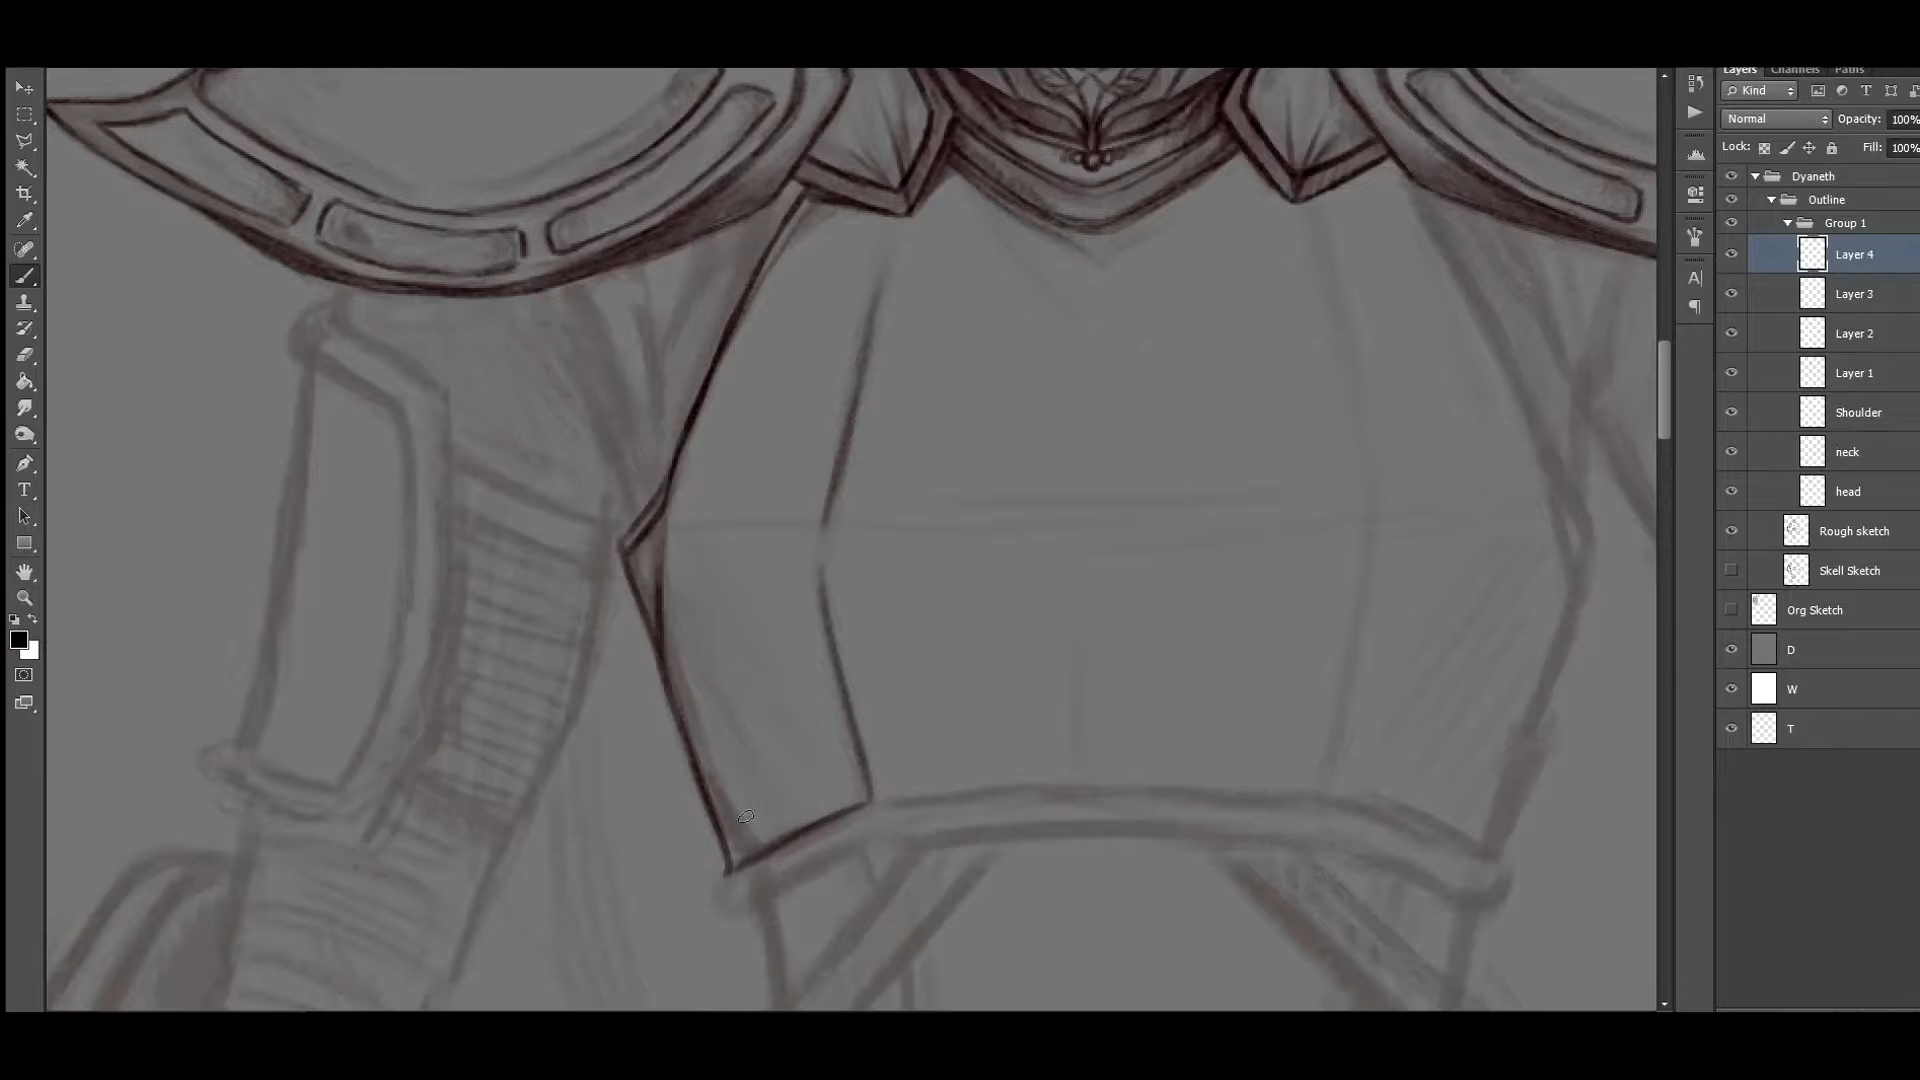 Layers Channels Paths
Kind
Normal Opacity: 100%
Lock: Fill: 100%
Dyaneth
Outline
Group 1
Layer 4
Layer 3
Layer 2
Layer 1
Shoulder
neck
head
Rough sketch
Skell Sketch
Org Sketch
D
W
T